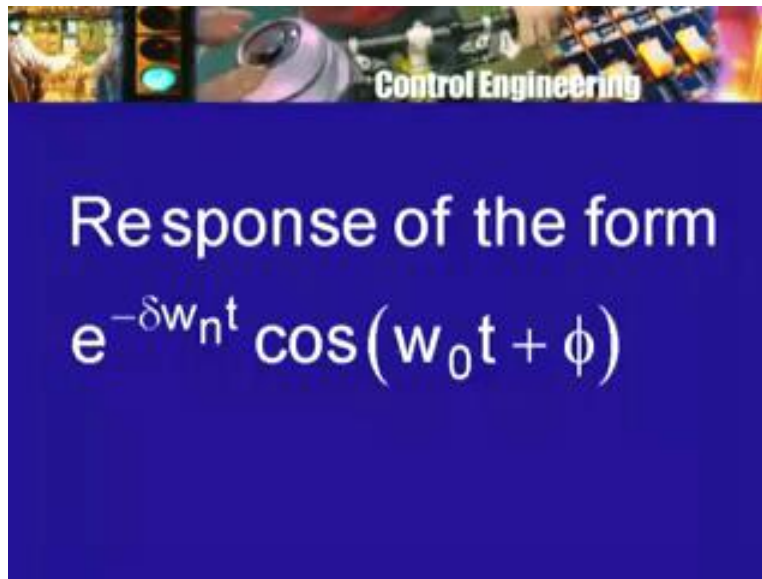 Control Engineering
Response of the form
e^{-δw_n t} cos(w_0 t + ϕ)